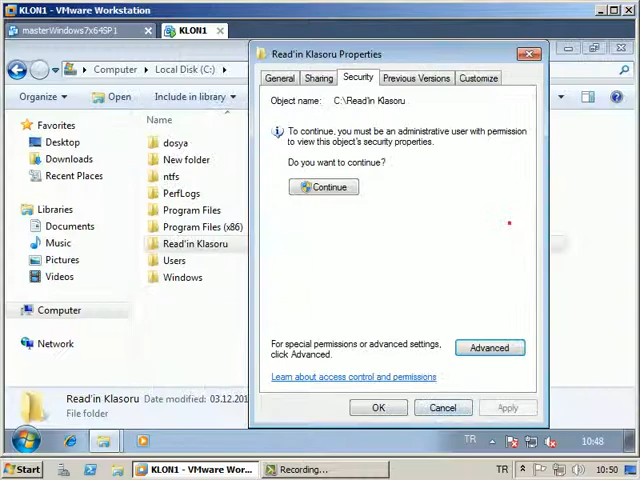 KLON1 - VMware Workstation
masterWindows7x64SP1
KLON1
Read'in Klasoru Properties
Computer
Local Disk (C:)
Organize
Open
Include in library
General
Sharing
Security
Previous Versions
Customize
Object name: C:\Read'in Klasoru
To continue, you must be an administrative user with permission
to view this object's security properties.
Do you want to continue?
Continue
For special permissions or advanced settings,
click Advanced.
Advanced
Learn about access control and permissions
OK
Cancel
Apply
Name
Favorites
Desktop
Downloads
Recent Places
Libraries
Documents
Music
Pictures
Videos
Computer
Network
dosya
New folder
ntfs
PerfLogs
Program Files
Program Files (x86)
Read'in Klasoru
Users
Windows
Read'in Klasoru Date modified: 03.12.201
File folder
TR
10:48
Start
KLON1 - VMware Wor...
Recording...
TR
10:50